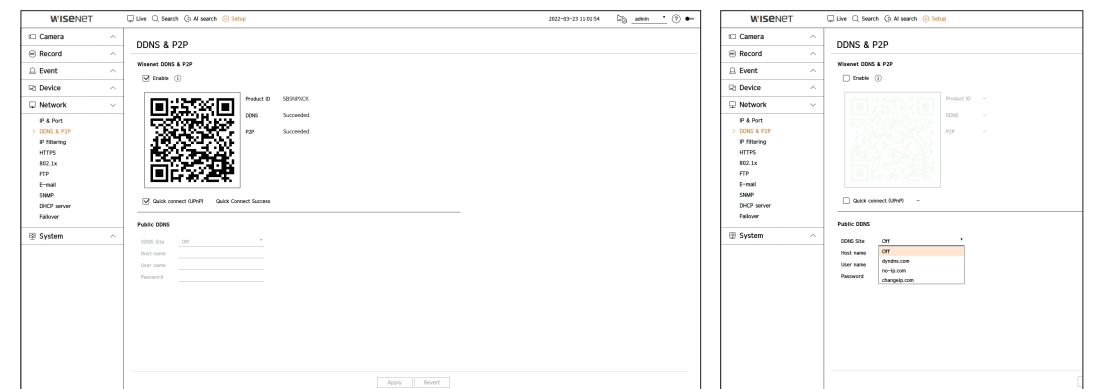 WISENET Live Search AI search Setup 2022-03-23 11:01:54 admin
Camera
Record
Event
Device
Network
IP & Port
DDNS & P2P
IP filtering
HTTPS
802.1x
FTP
E-mail
SNMP
DHCP server
Failover
System
DDNS & P2P
Wisenet DDNS & P2P
Enable
Product ID SBSNPXCK
DDNS Succeeded.
P2P Succeeded.
Quick connect (UPnP) Quick Connect Success
Public DDNS
DDNS Site Off
Host name
User name
Password
Apply Revert
WISENET Live Search AI search Setup
Camera
Record
Event
Device
Network
IP & Port
DDNS & P2P
IP filtering
HTTPS
802.1x
FTP
E-mail
SNMP
DHCP server
Failover
System
DDNS & P2P
Wisenet DDNS & P2P
Enable
Product ID -
DDNS -
P2P -
Quick connect (UPnP) -
Public DDNS
DDNS Site Off
Host name Off
User name dyndns.com
no-ip.com
Password changeip.com